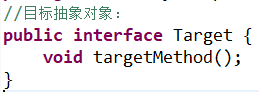 //目标抽象对象：
public interface Target {
    void targetMethod();
}